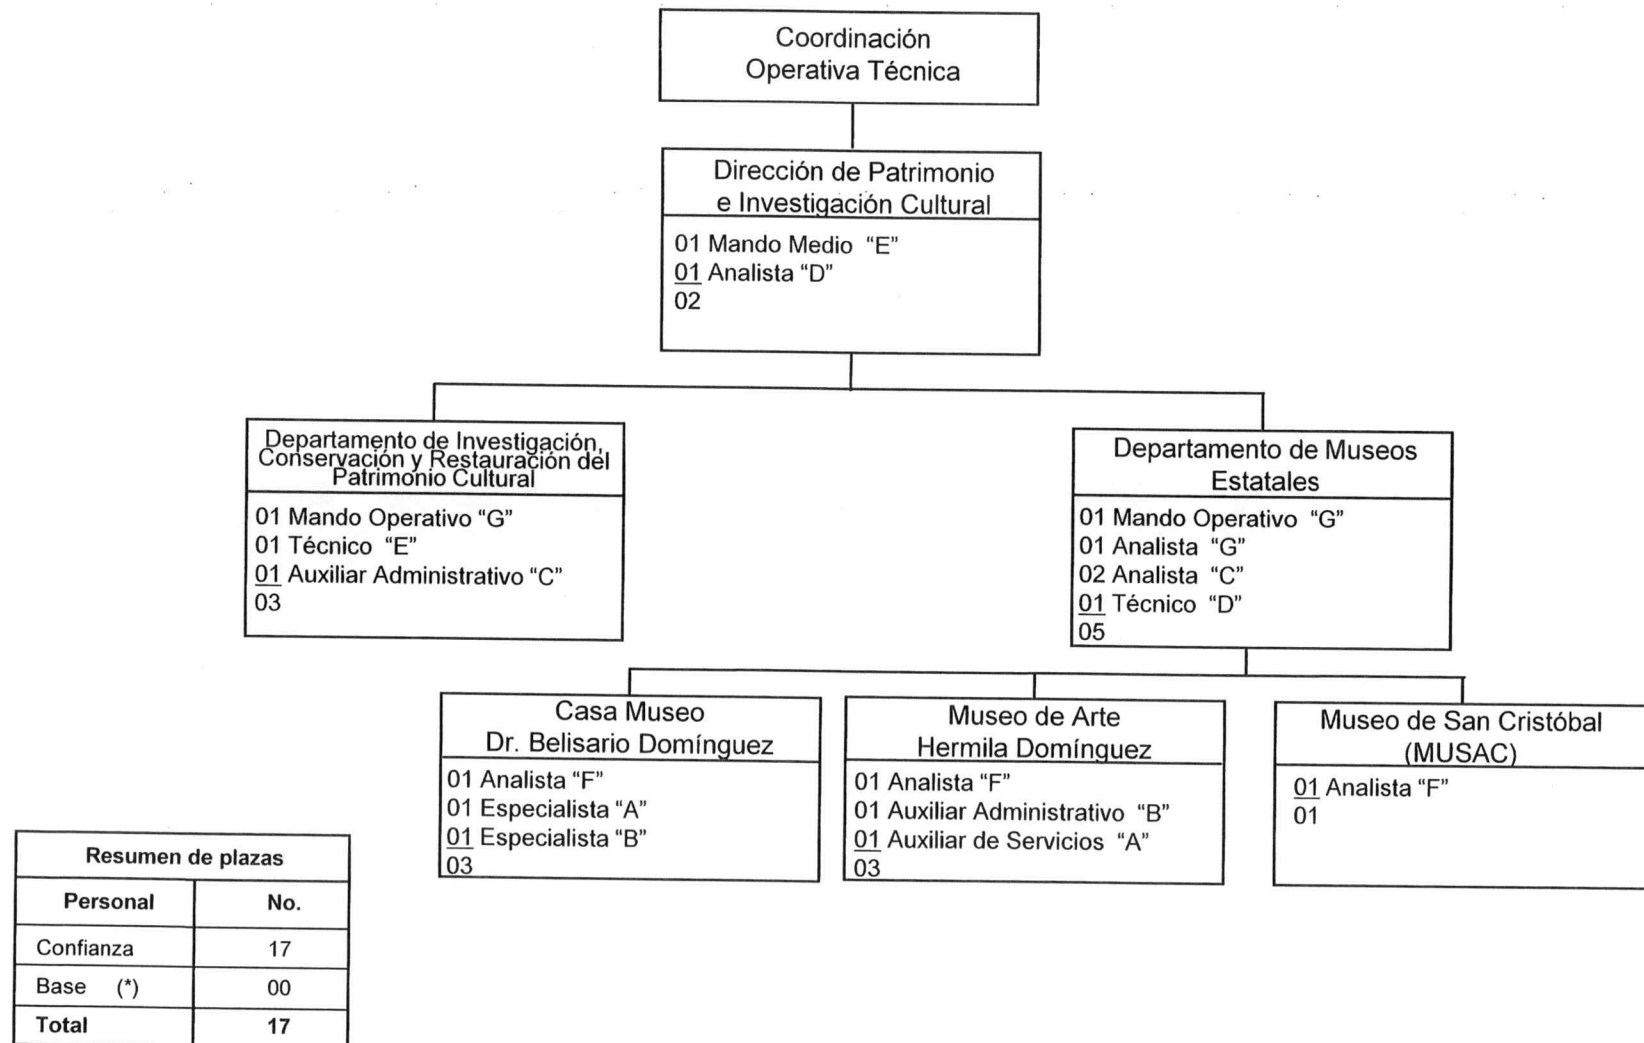 Coordinación
Operativa Técnica
Dirección de Patrimonio
e Investigación Cultural
01 Mando Medio “E”
01 Analista “D”
02
Departamento de Investigación,
Conservación y Restauración del
Patrimonio Cultural
01 Mando Operativo “G”
01 Técnico “E”
01 Auxiliar Administrativo “C”
03
Departamento de Museos
Estatales
01 Mando Operativo “G”
01 Analista “G”
02 Analista “C”
01 Técnico “D”
05
Casa Museo
Dr. Belisario Domínguez
01 Analista “F”
01 Especialista “A”
01 Especialista “B”
03
Museo de Arte
Hermila Domínguez
01 Analista “F”
01 Auxiliar Administrativo “B”
01 Auxiliar de Servicios “A”
03
Museo de San Cristóbal
(MUSAC)
01 Analista “F”
01
Resumen de plazas
Personal No.
Confianza 17
Base (*) 00
Total 17